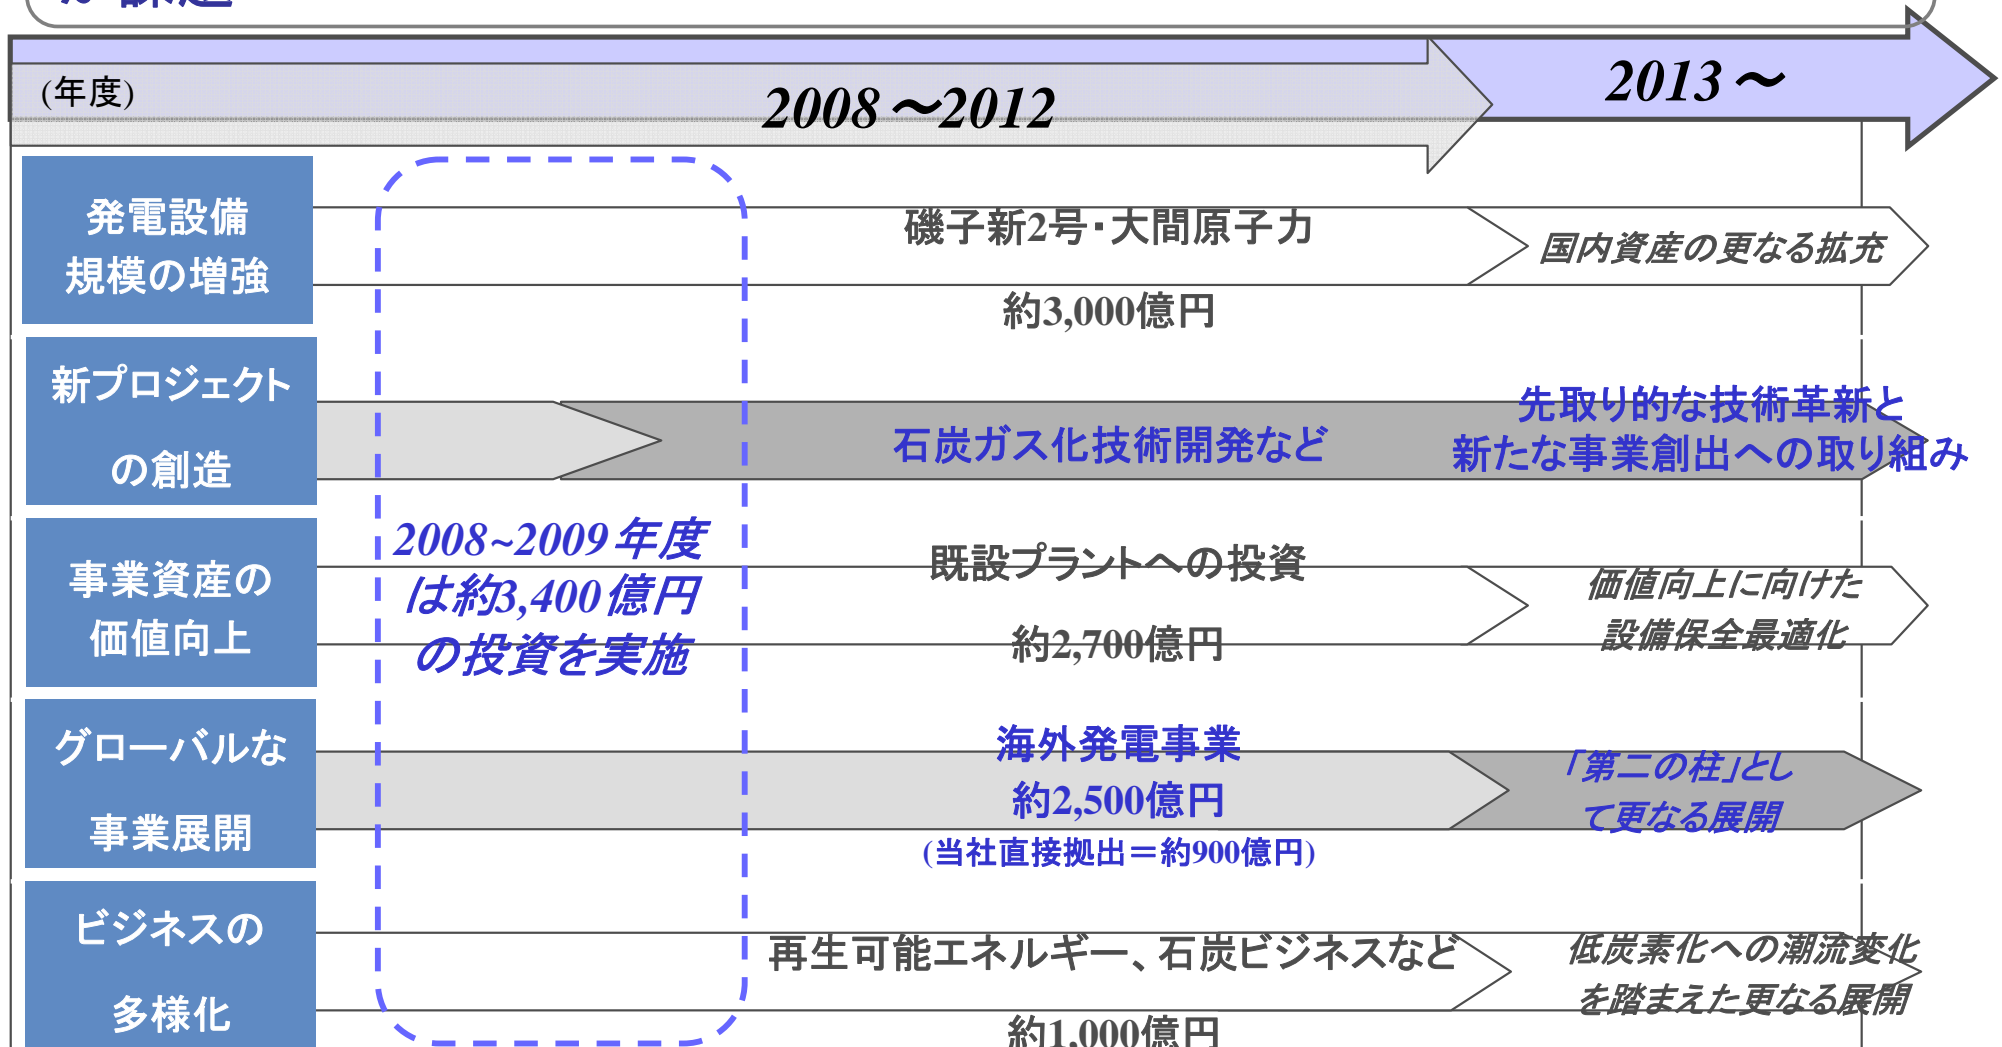 (年度)
2008～2012
2013～
発電設備
規模の増強
磯子新2号・大間原子力
約3,000億円
国内資産の更なる拡充
新プロジェクト
の創造
石炭ガス化技術開発など
先取り的な技術革新と
新たな事業創出への取り組み
2008~2009年度
は約3,400億円
の投資を実施
事業資産の
価値向上
既設プラントへの投資
約2,700億円
価値向上に向けた
設備保全最適化
グローバルな
事業展開
海外発電事業
約2,500億円
(当社直接拠出＝約900億円)
「第二の柱」とし
て更なる展開
ビジネスの
多様化
再生可能エネルギー、石炭ビジネスなど
約1,000億円
低炭素化への潮流変化
を踏まえた更なる展開